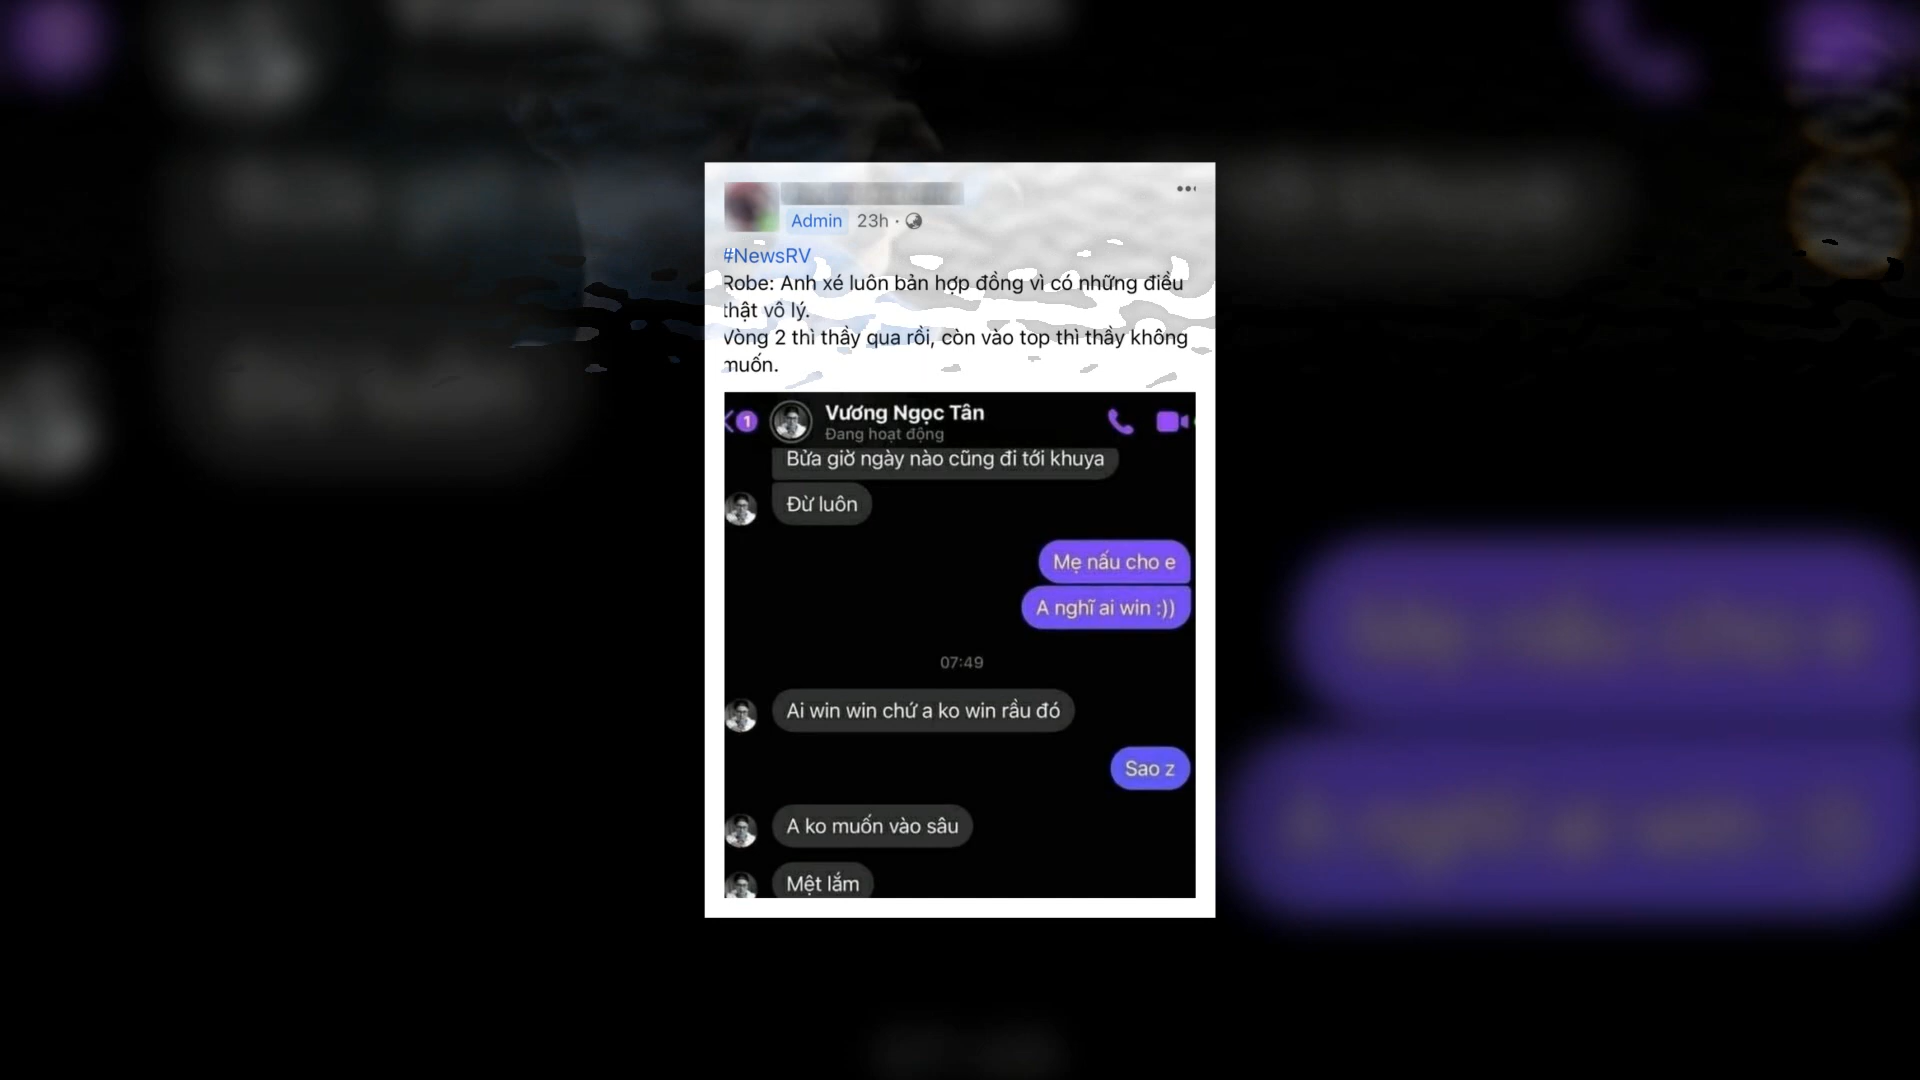 Admin 23h ·
#NewsRV
Robe: Anh xé luôn bản hợp đồng vì có những điều
thật vô lý.
Vòng 2 thì thầy qua rồi, còn vào top thì thầy không
muốn.
1 Vương Ngọc Tân
Đang hoạt động
Bửa giờ ngày nào cũng đi tới khuya
Đừ luôn
Mẹ nấu cho e
A nghĩ ai win :))
07:49
Ai win win chứ a ko win rầu đó
Sao z
A ko muốn vào sâu
Mệt lắm